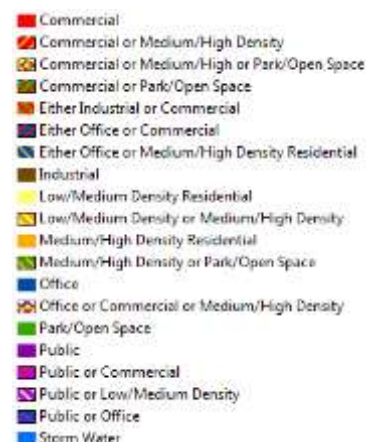 Commercial
Commercial or Medium/High Density
Commercial or Medium/High or Park/Open Space
Commercial or Park/Open Space
Either Industrial or Commercial
Either Office or Commercial
Either Office or Medium/High Density Residential
Industrial
Low/Medium Density Residential
Low/Medium Density or Medium/High Density
Medium/High Density Residential
Medium/High Density or Park/Open Space
Office
Office or Commercial or Medium/High Density
Park/Open Space
Public
Public or Commercial
Public or Low/Medium Density
Public or Office
Storm Water